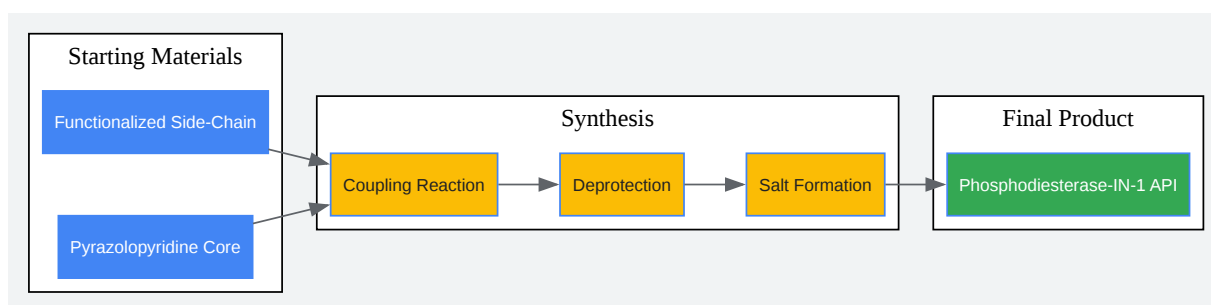 Starting Materials
Functionalized Side-Chain
Pyrazolopyridine Core
Synthesis
Coupling Reaction
Deprotection
Salt Formation
Final Product
Phosphodiesterase-IN-1 API